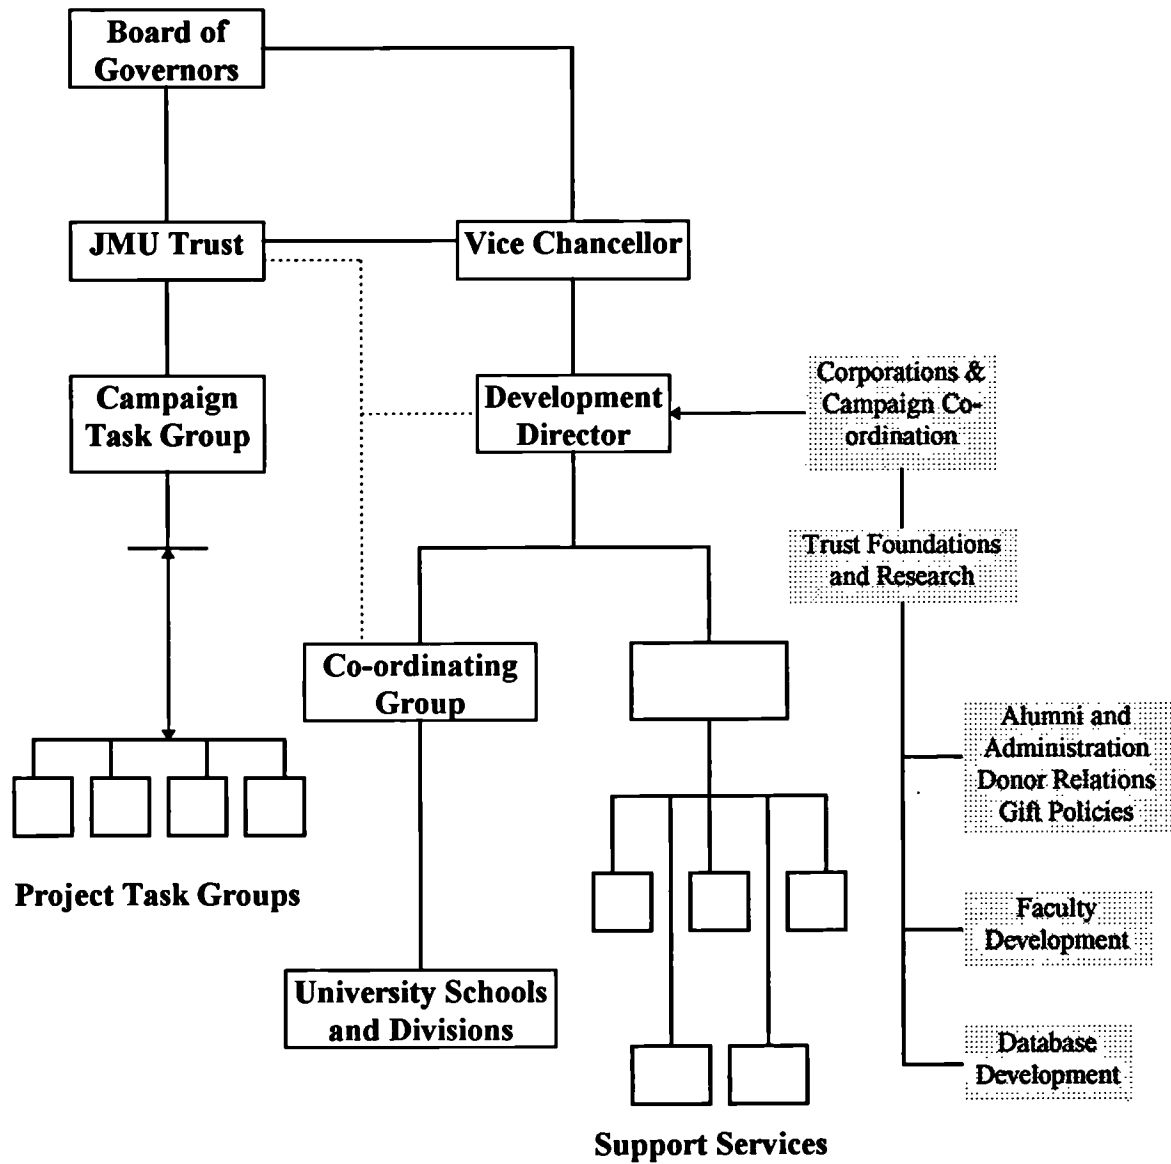 Board of
Governors
JMU Trust
Vice Chancellor
Campaign
Task Group
Development
Director
Corporations &
Campaign Co-
ordination
Trust Foundations
and Research
Co-ordinating
Group
Alumni and
Administration
Donor Relations
Gift Policies
Project Task Groups
Faculty
Development
University Schools
and Divisions
Database
Development
Support Services